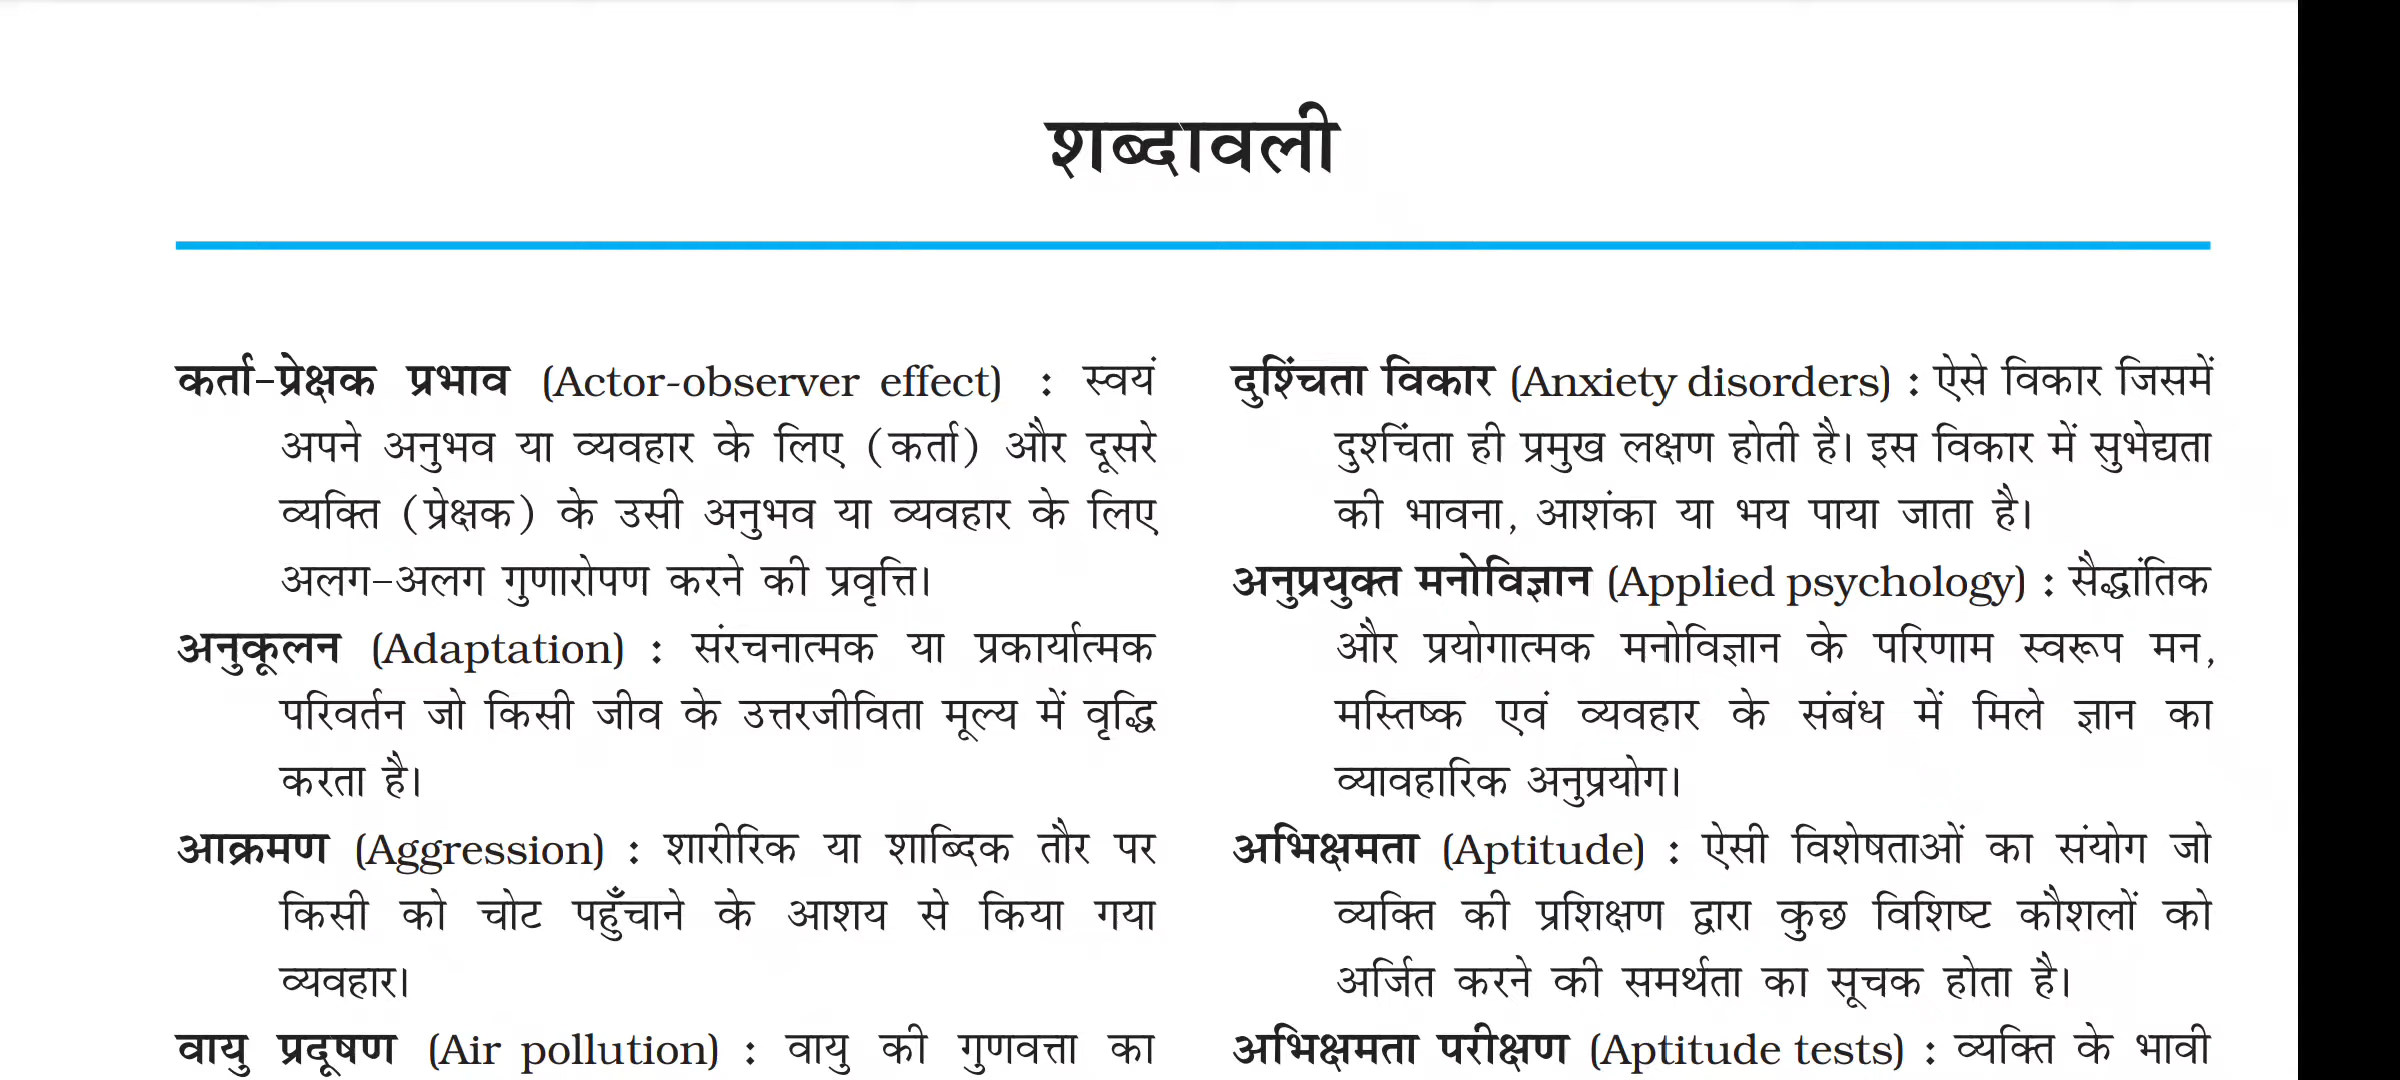 शब्दावली
कर्ता-प्रेक्षक प्रभाव (Actor-observer effect) : स्वयं
अपने अनुभव या व्यवहार के लिए (कर्ता) और दूसरे
व्यक्ति (प्रेक्षक) के उसी अनुभव या व्यवहार के लिए
अलग-अलग गुणारोपण करने की प्रवृत्ति।
अनुकूलन (Adaptation) : संरचनात्मक या प्रकार्यात्मक
परिवर्तन जो किसी जीव के उत्तरजीविता मूल्य में वृद्धि
करता है।
आक्रमण (Aggression) : शारीरिक या शाब्दिक तौर पर
किसी को चोट पहुँचाने के आशय से किया गया
व्यवहार।
वायु प्रदूषण (Air pollution) : वायु की गुणवत्ता का
दुश्चिंता विकार (Anxiety disorders) : ऐसे विकार जिसमें
दुश्चिंता ही प्रमुख लक्षण होती है। इस विकार में सुभेद्यता
की भावना, आशंका या भय पाया जाता है।
अनुप्रयुक्त मनोविज्ञान (Applied psychology) : सैद्धांतिक
और प्रयोगात्मक मनोविज्ञान के परिणाम स्वरूप मन,
मस्तिष्क एवं व्यवहार के संबंध में मिले ज्ञान का
व्यावहारिक अनुप्रयोग।
अभिक्षमता (Aptitude) : ऐसी विशेषताओं का संयोग जो
व्यक्ति की प्रशिक्षण द्वारा कुछ विशिष्ट कौशलों को
अर्जित करने की समर्थता का सूचक होता है।
अभिक्षमता परीक्षण (Aptitude tests) : व्यक्ति के भावी